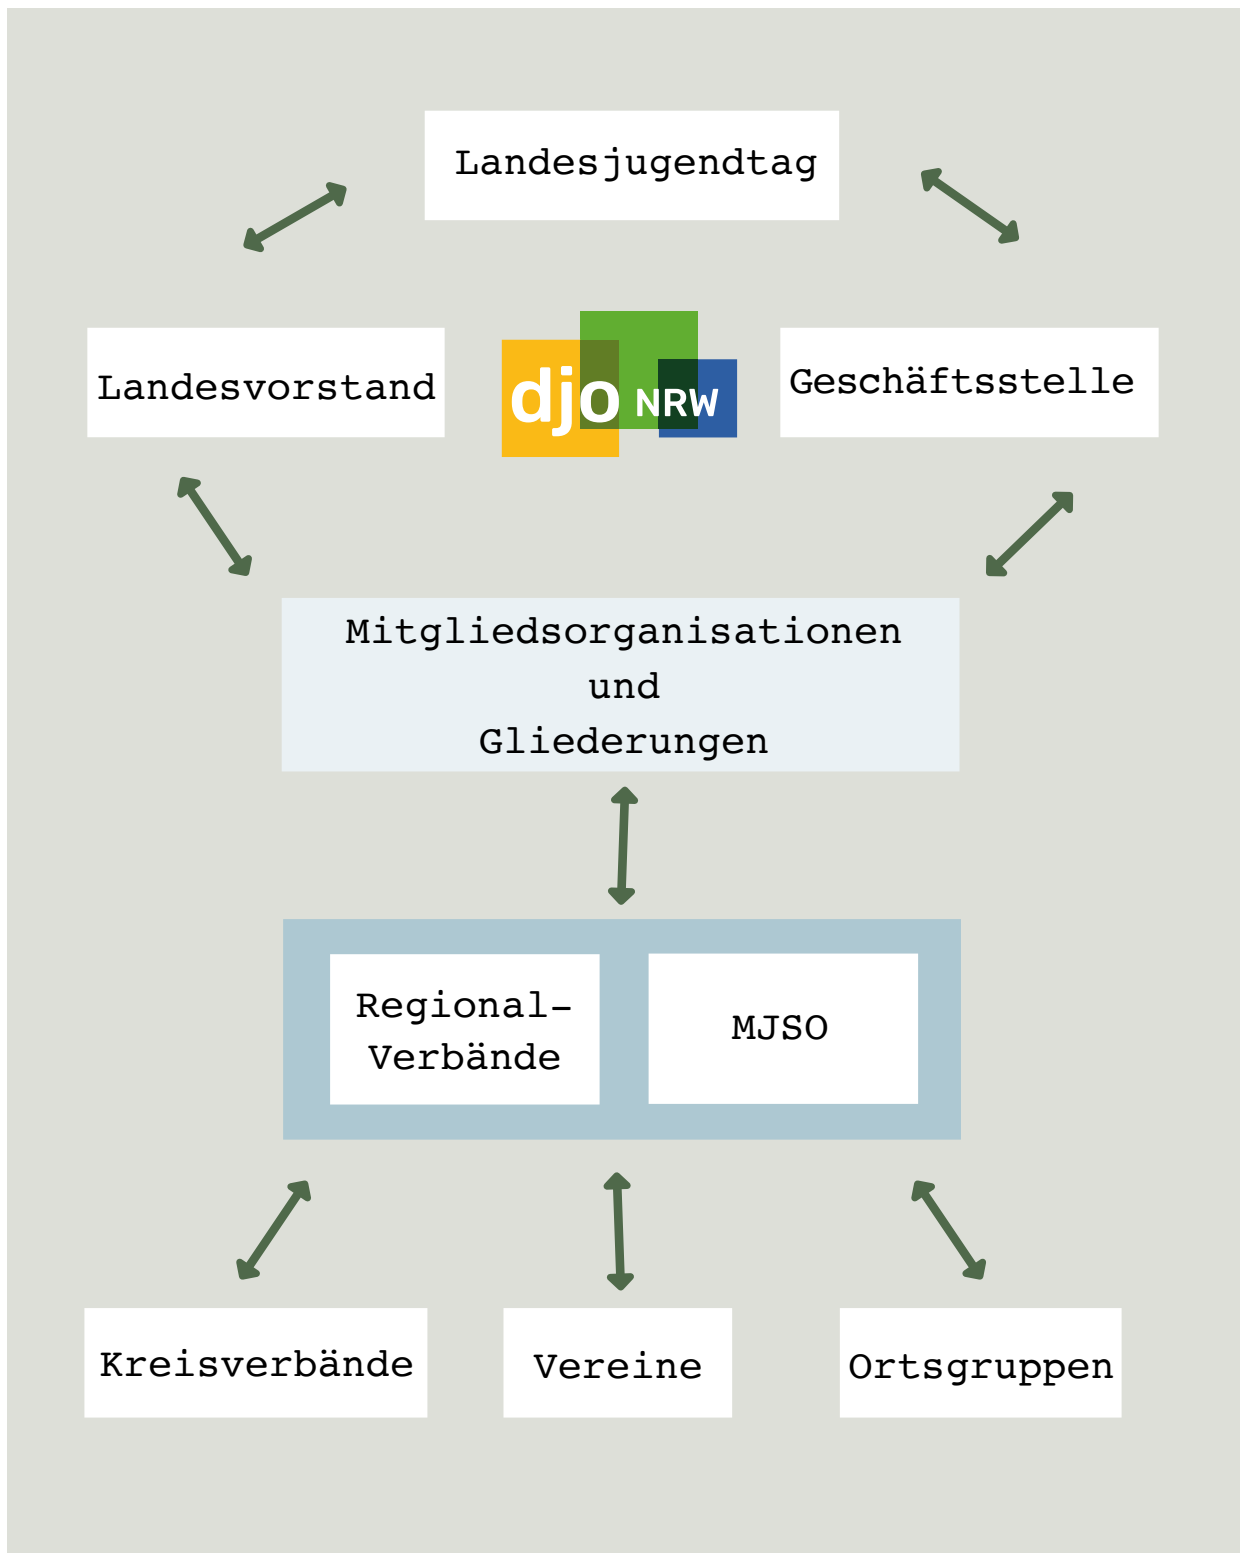 Landesjugendtag
Landesvorstand
djo NRW
Geschäftsstelle
Mitgliedsorganisationen
und
Gliederungen
Regional-
Verbände
MJSO
Kreisverbände
Vereine
Ortsgruppen